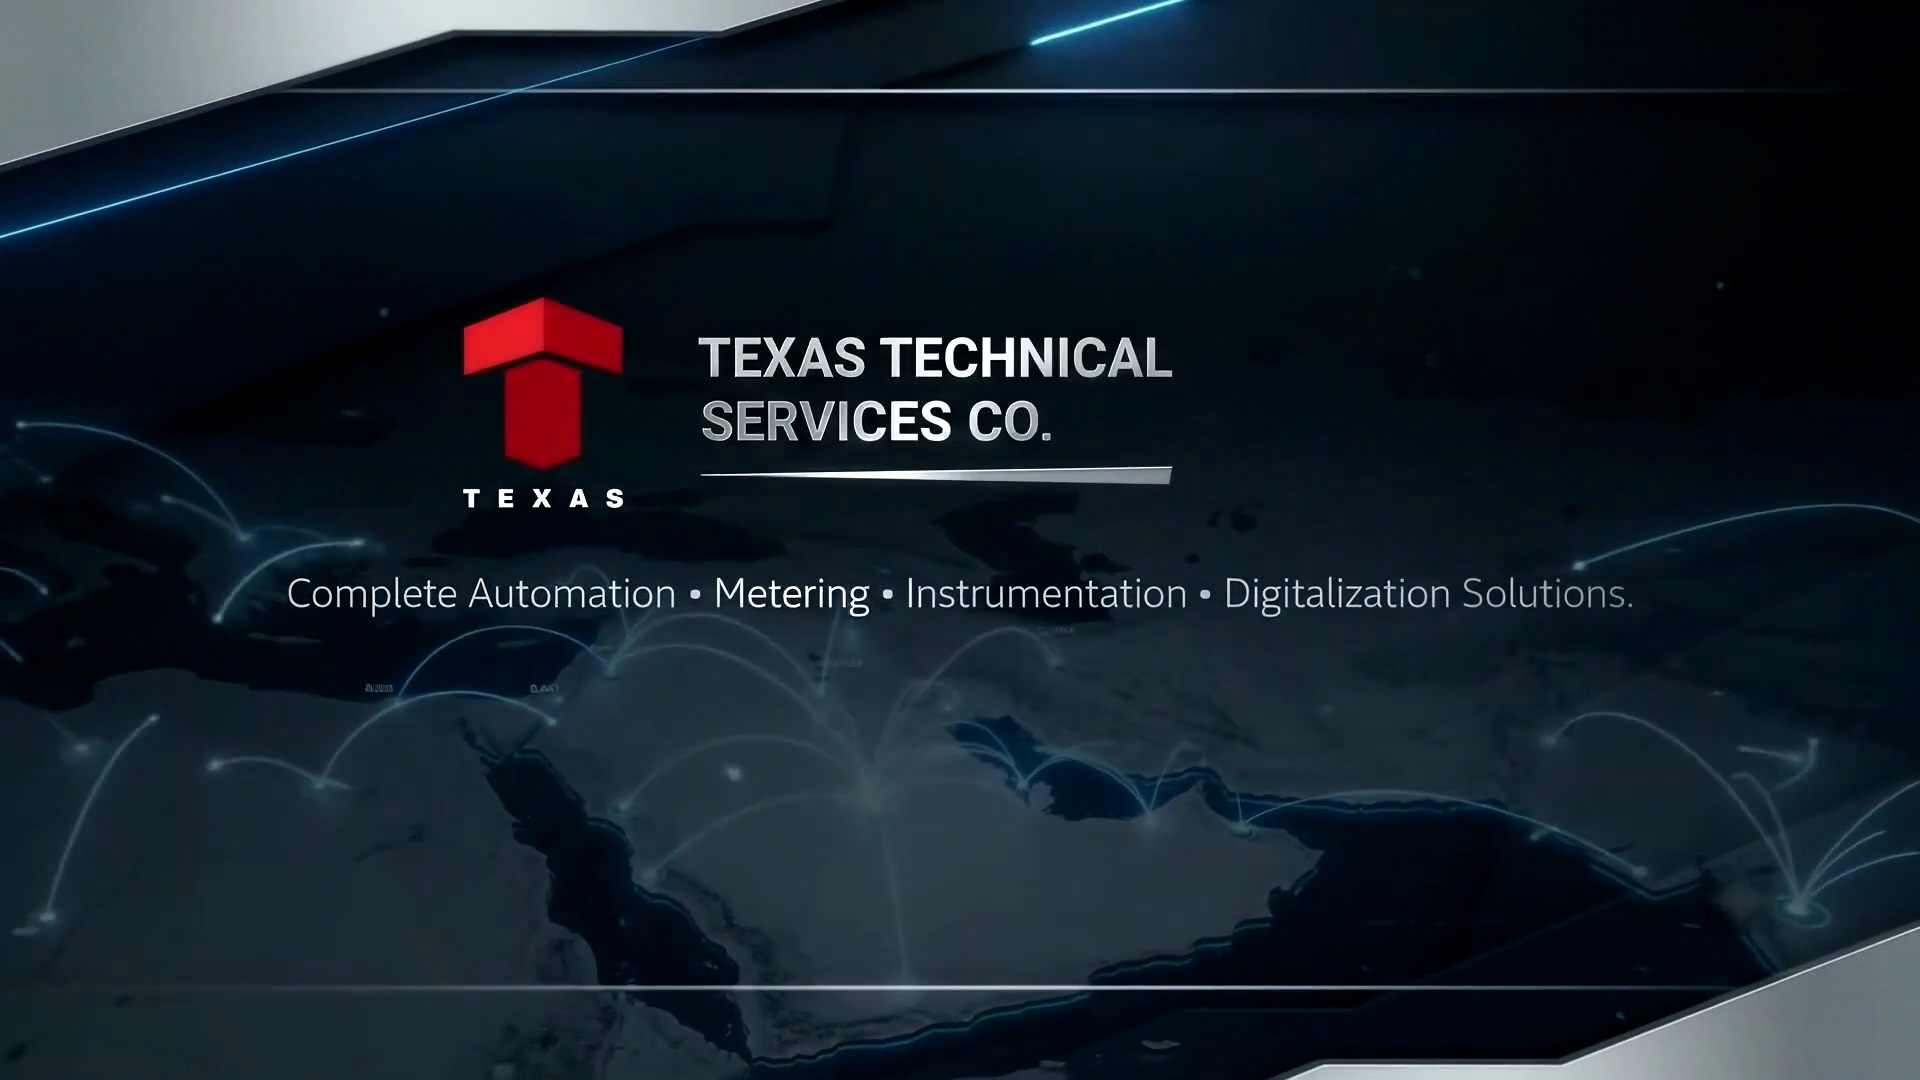 TEXAS TECHNICAL
SERVICES CO.
TEXAS
Complete Automation • Metering • Instrumentation • Digitalization Solutions.